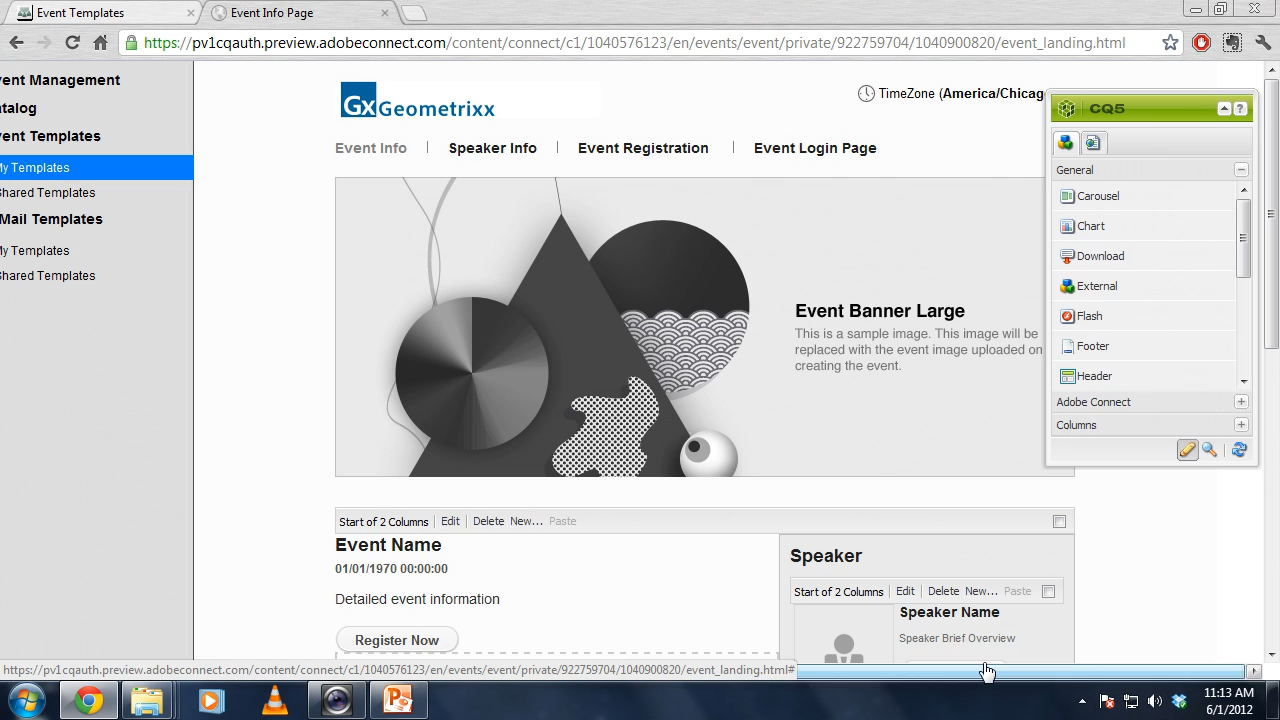 Event Templates
Event Info Page
https://pv1cqauth.preview.adobeconnect.com/content/connect/c1/1040576123/en/events/event/private/922759704/1040900820/event_landing.html
vent Management
atalog
vent Templates
My Templates
Shared Templates
Mail Templates
My Templates
Shared Templates
Gx Geometrixx
TimeZone (America/Chicag
Event Info
Speaker Info
Event Registration
Event Login Page
Event Banner Large
This is a sample image. This image will be
replaced with the event image uploaded on
creating the event.
CQ5
?
General
Carousel
Chart
Download
External
Flash
Footer
Header
Adobe Connect
Columns
Start of 2 Columns Edit Delete New... Paste
Event Name
01/01/1970 00:00:00
Detailed event information
Register Now
Speaker
Start of 2 Columns Edit Delete New... Paste
Speaker Name
Speaker Brief Overview
https://pv1cqauth.preview.adobeconnect.com/content/connect/c1/1040576123/en/events/event/private/922759704/1040900820/event_landing.html#
11:13 AM
6/1/2012